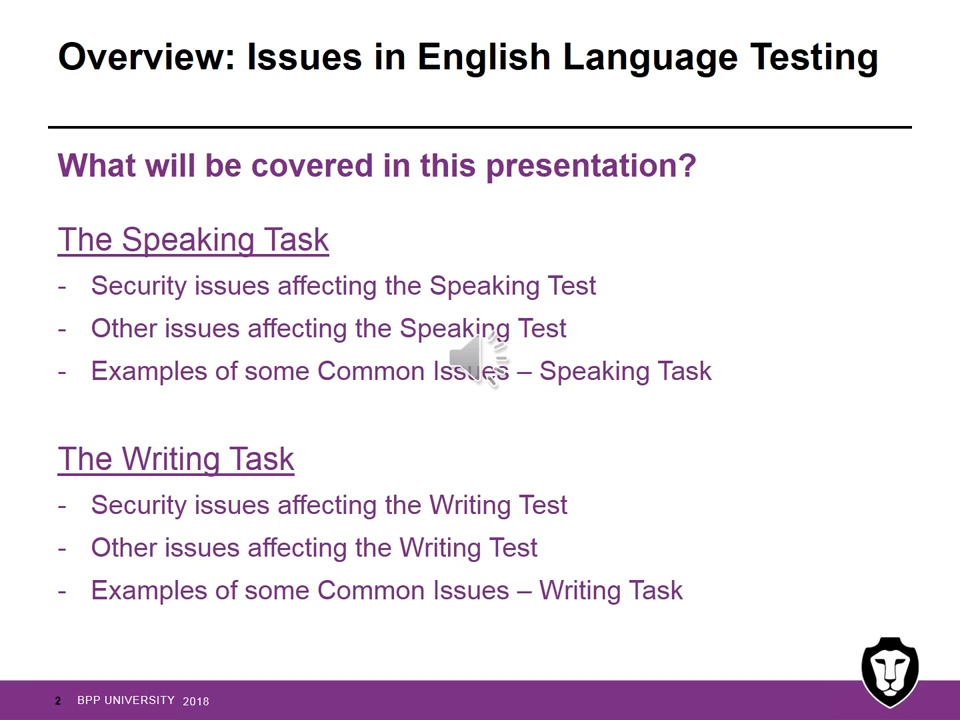 Overview: Issues in English Language Testing
What will be covered in this presentation?
The Speaking Task
- Security issues affecting the Speaking Test
- Other issues affecting the Speaking Test
- Examples of some Common Issues – Speaking Task
The Writing Task
- Security issues affecting the Writing Test
- Other issues affecting the Writing Test
- Examples of some Common Issues – Writing Task
2 BPP UNIVERSITY 2018